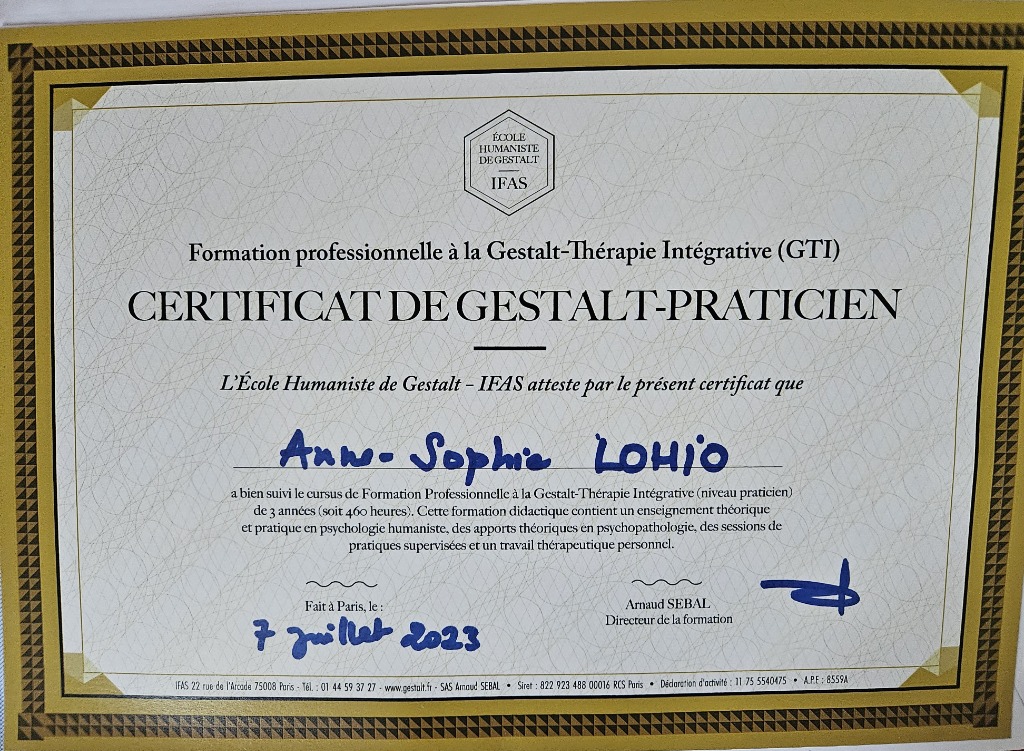 ÉCOLE
HUMANISTE
DE GESTALT
IFAS
Formation professionnelle à la Gestalt-Thérapie Intégrative (GTI)
CERTIFICAT DE GESTALT-PRATICIEN
L'École Humaniste de Gestalt – IFAS atteste par le présent certificat que
Anne-Sophie LOHIO
a bien suivi le cursus de Formation Professionnelle à la Gestalt-Thérapie Intégrative (niveau praticien)
de 3 années (soit 460 heures). Cette formation didactique contient un enseignement théorique
et pratique en psychologie humaniste, des apports théoriques en psychopathologie, des sessions de
pratiques supervisées et un travail thérapeutique personnel.
Fait à Paris, le :
7 juillet 2023
Arnaud SEBAL
Directeur de la formation
IFAS 22 rue de l'Arcade 75008 Paris - Tél. : 01 44 59 37 27 - www.gestalt.fr - SAS Arnaud SEBAL • Siret : 822 923 488 00016 RCS Paris • Déclaration d'activité : 11 75 5540475 • A.P.E : 8559A